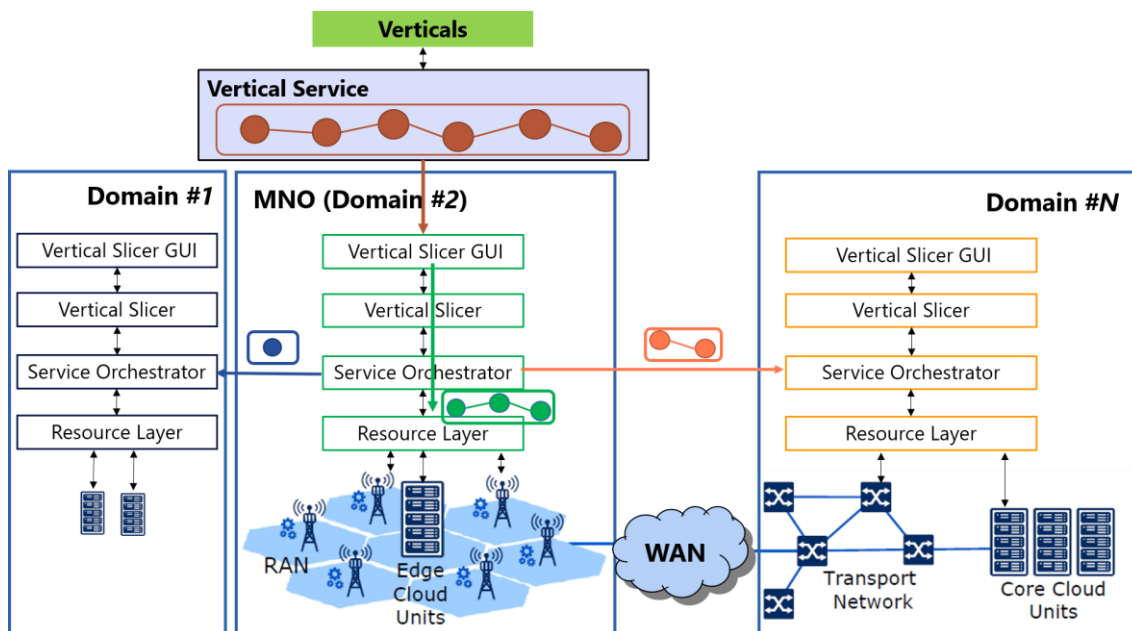 Verticals
Vertical Service
Domain #1
Vertical Slicer GUI
Vertical Slicer
Service Orchestrator
Resource Layer
MNO (Domain #2)
Vertical Slicer GUI
Vertical Slicer
Service Orchestrator
Resource Layer
RAN
Edge
Cloud
Units
WAN
Domain #N
Vertical Slicer GUI
Vertical Slicer
Service Orchestrator
Resource Layer
Transport
Network
Core Cloud
Units